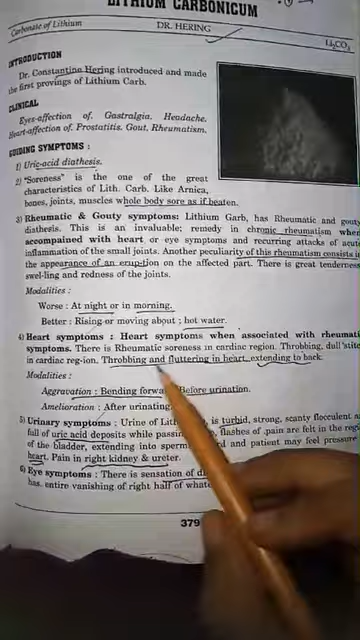 LITHIUM CARBONICUM
Carbonate of Lithium
DR. HERING
Li₂CO₃
INTRODUCTION
Dr. Constantine Hering introduced and made
the first provings of Lithium Carb.
CLINICAL
Eyes-affection of Gastralgia. Headache.
Heart-affection of Prostatitis. Gout. Rheumatism.
GUIDING SYMPTOMS :
1) Uric-acid diathesis.
2) "Soreness" is the one of the great
characteristics of Lith. Carb. Like Arnica,
bones, joints, muscles whole body sore as if beaten.
3) Rheumatic & Gouty symptoms: Lithium Garb, has Rheumatic and gouty
diathesis. This is an invaluable; remedy in chronic rheumatism when
accompained with heart or eye symptoms and recurring attacks of acute
inflammation of the small joints. Another peculiarity of this rheumatism consists in
the appearance of an eruption on the affected part. There is great tenderness
swel-ling and redness of the joints.
Modalities :
Worse : At night or in morning.
Better : Rising or moving about ; hot water.
4) Heart symptoms : Heart symptoms when associated with rheumati
symptoms. There is Rheumatic soreness in cardiac region. Throbbing, dull stitc
in cardiac reg-ion. Throbbing and fluttering in heart, extending to back.
Modalities :
Aggravation : Bending forwa Before urination.
Amelioration : After urinating
5) Urinary symptoms : Urine of Lith is turbid, strong, scanty flocculent a
full of uric acid deposits while passin , flashes of pain are felt in the regi
of the bladder, extending into sperm rd and patient may feel pressure
heart. Pain in right kidney & ureter.
6) Eye symptoms : There is sensation of d
has entire vanishing of right half of what
379